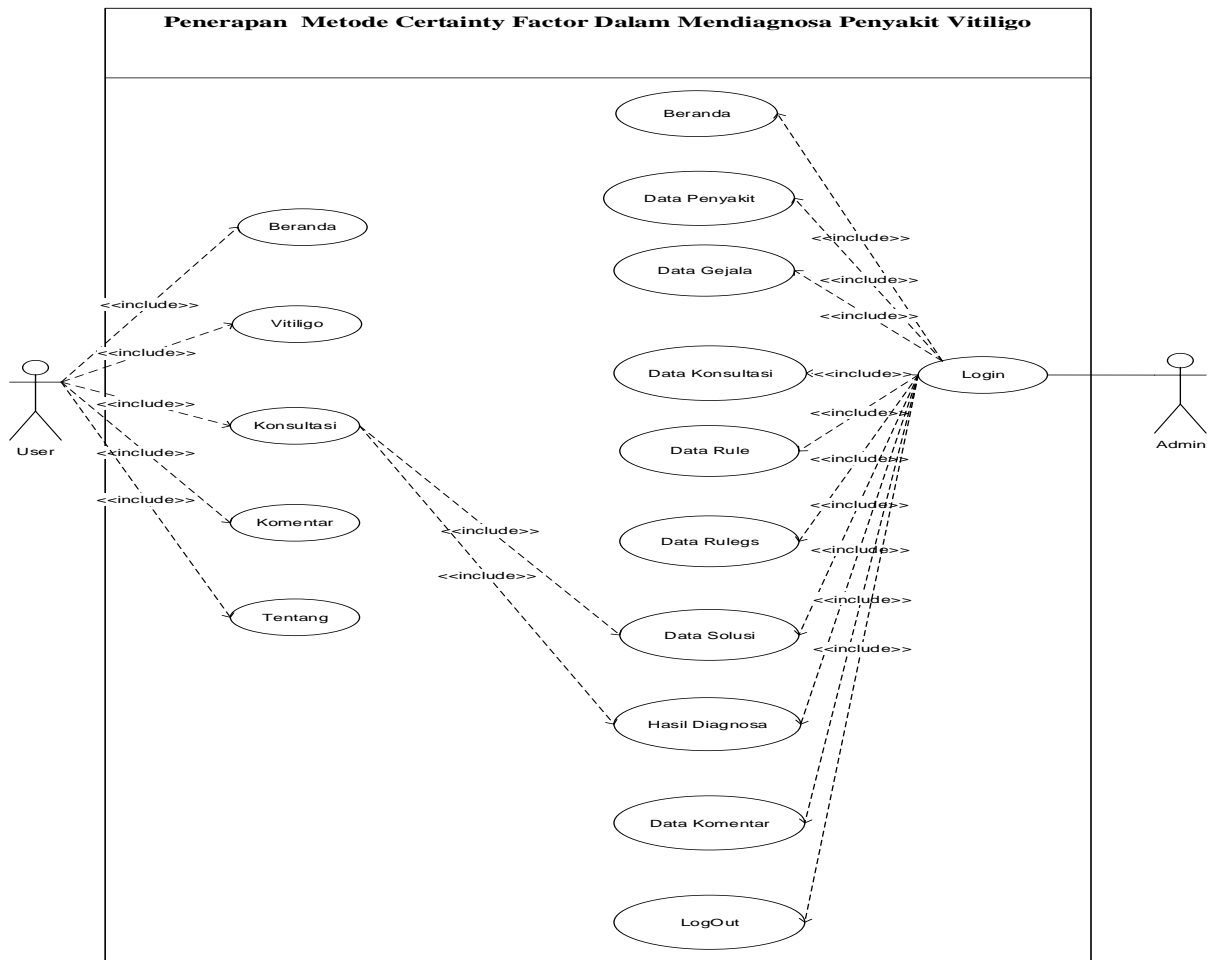 Penerapan  Metode Certainty Factor Dalam Mendiagnosa Penyakit Vitiligo
Beranda
Data Penyakit
Beranda
<<include>>
Data Gejala
<<include>>
<<include>>
<<include>>
Vitiligo
<<include>>
Data Konsultasi
<<include>>
Login
<<include>>
Konsultasi
<<include>>
User
Admin
Data Rule
<<include>>
<<include>>
<<include>>
<<include>>
Komentar
<<include>>
Data Rulegs
<<include>>
<<include>>
<<include>>
Tentang
Data Solusi
<<include>>
Hasil Diagnosa
Data Komentar
LogOut